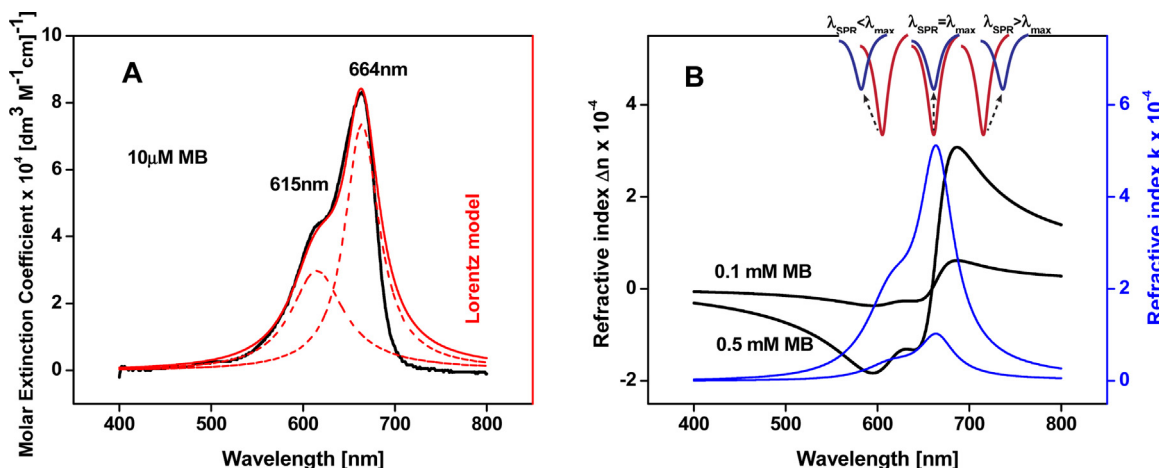 A
Molar Extinction Coefficient x 10⁴ [dm³ M⁻¹cm]⁻¹
10
8
6
4
2
0
664nm
10µM MB
615nm
Lorentz model
400 500 600 700 800
Wavelength [nm]
λSPR<λmax λSPR=λmax λSPR>λmax
B
Refractive index Δn x 10⁻⁴
4
2
0
-2
6
4
2
0
Refractive index k x 10⁻⁴
0.1 mM MB
0.5 mM MB
400 500 600 700 800
Wavelength [nm]